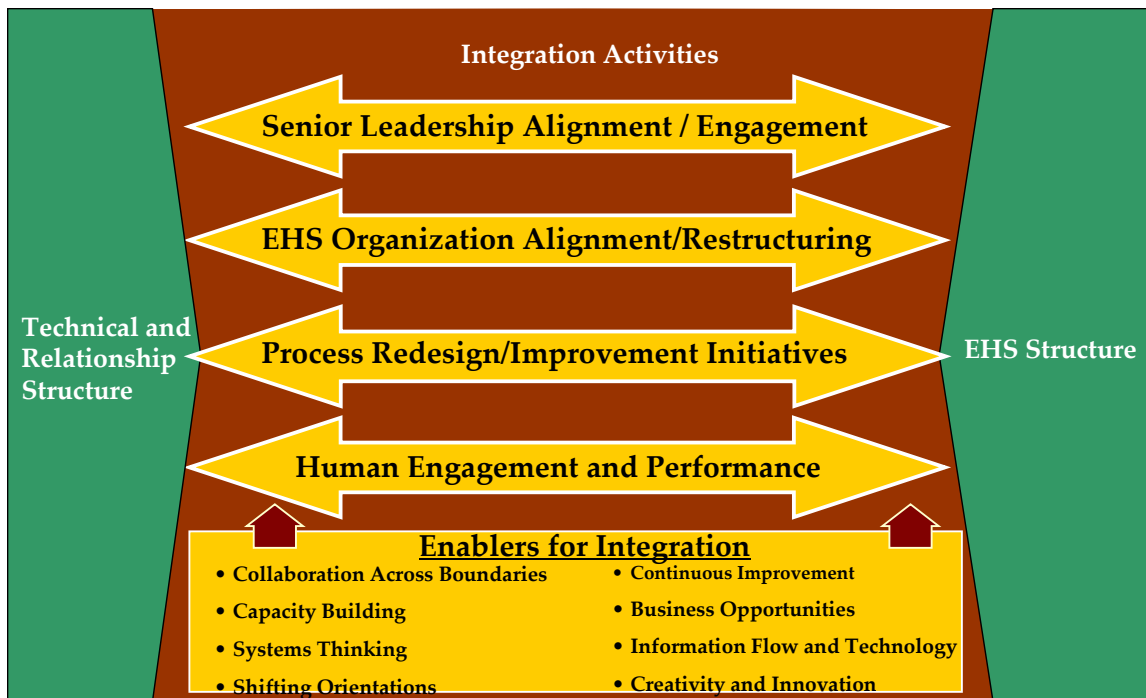 Integration Activities
Senior Leadership Alignment / Engagement
EHS Organization Alignment/Restructuring
Technical and
Relationship
Structure
Process Redesign/Improvement Initiatives
EHS Structure
Human Engagement and Performance
Enablers for Integration
• Collaboration Across Boundaries
• Capacity Building
• Systems Thinking
• Shifting Orientations
• Continuous Improvement
• Business Opportunities
• Information Flow and Technology
• Creativity and Innovation